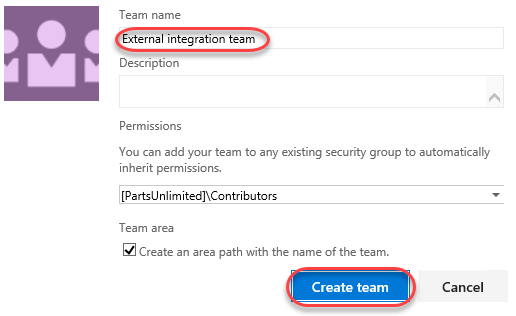 Team name
External integration team
Description
Permissions
You can add your team to any existing security group to automatically
inherit permissions.
[PartsUnlimited]\Contributors
Team area
Create an area path with the name of the team.
Create team
Cancel